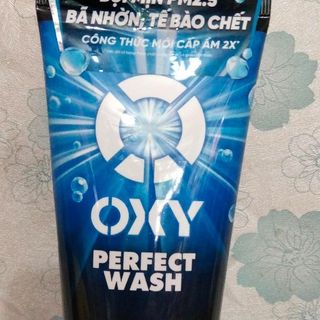 BỤI MỊN PM2.5
BÃ NHỜN, TẾ BÀO CHẾT
CÔNG THỨC MỚI CẤP ẨM 2X*
OXY
PERFECT
WASH